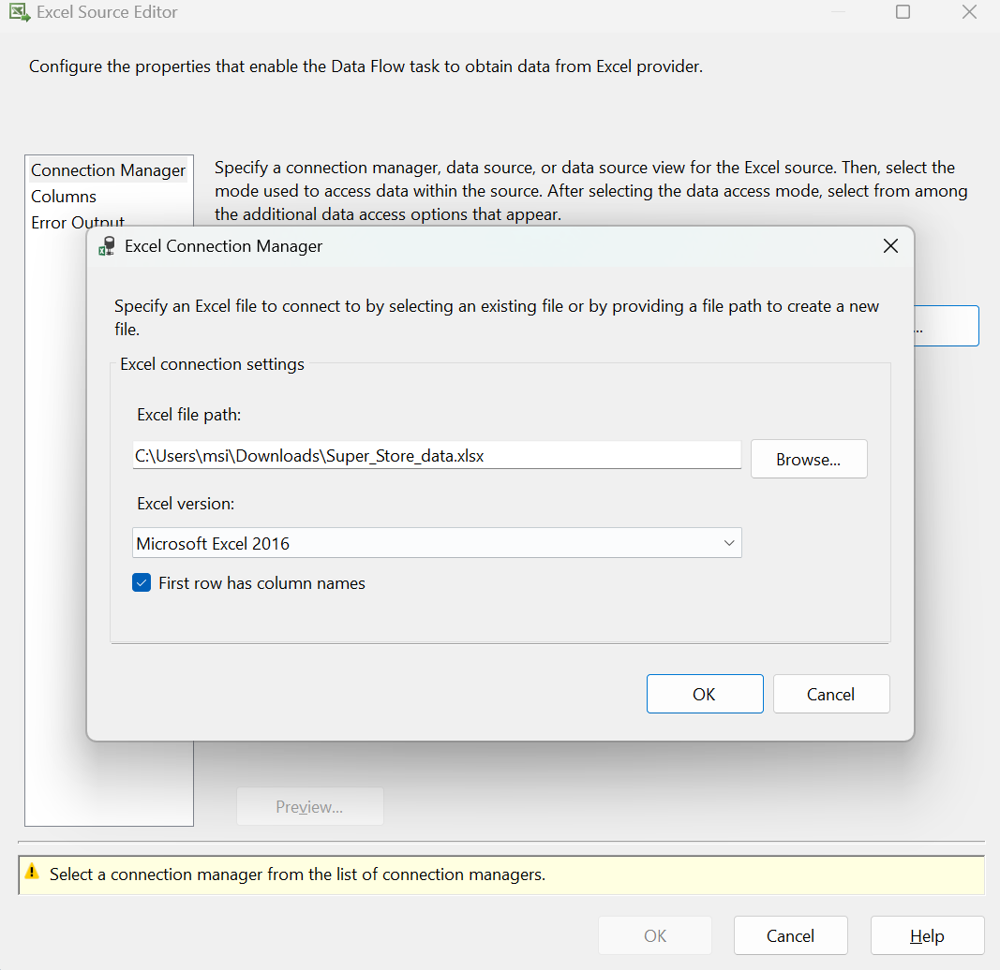 Excel Source Editor
Configure the properties that enable the Data Flow task to obtain data from Excel provider.
Connection Manager
Columns
Error Output
Specify a connection manager, data source, or data source view for the Excel source. Then, select the
mode used to access data within the source. After selecting the data access mode, select from among
the additional data access options that appear.
Excel Connection Manager
Specify an Excel file to connect to by selecting an existing file or by providing a file path to create a new
file.
...
Excel connection settings
Excel file path:
C:\Users\msi\Downloads\Super_Store_data.xlsx
Browse...
Excel version:
Microsoft Excel 2016
First row has column names
OK
Cancel
Preview...
Select a connection manager from the list of connection managers.
OK
Cancel
Help